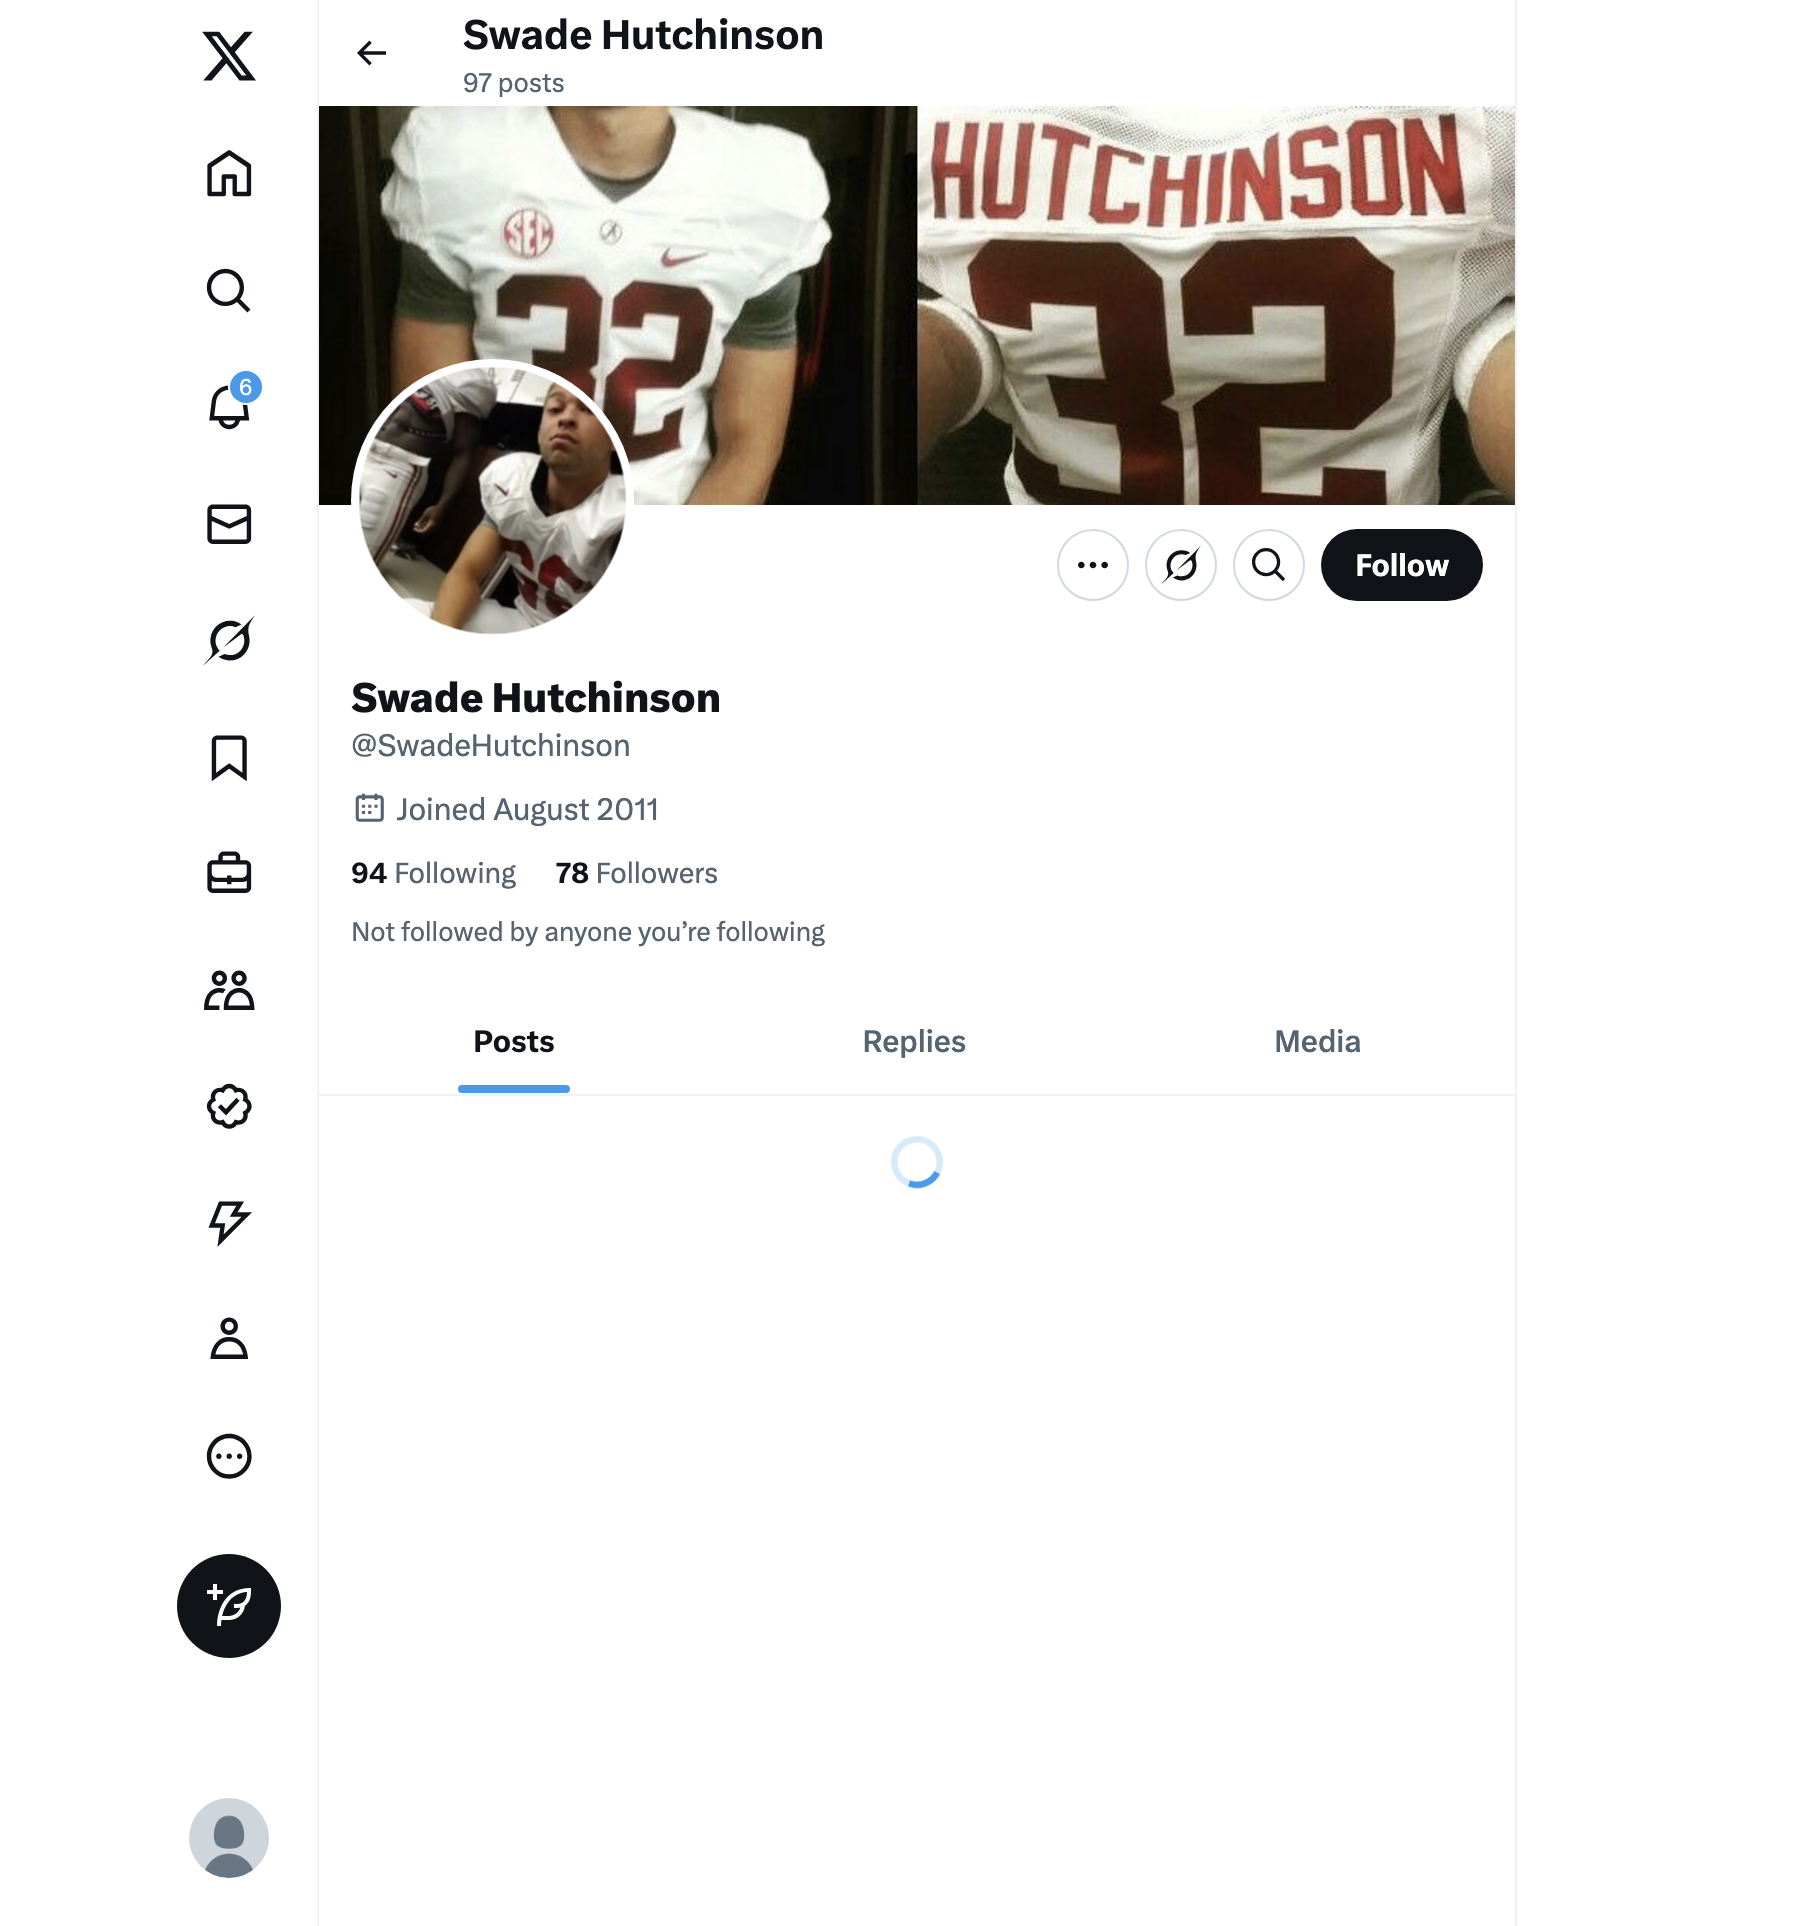 Swade Hutchinson
97 posts
SEC
A
32
HUTCHINSON
32
6
Follow
Swade Hutchinson
@SwadeHutchinson
Joined August 2011
94 Following 78 Followers
Not followed by anyone you’re following
Posts Replies Media